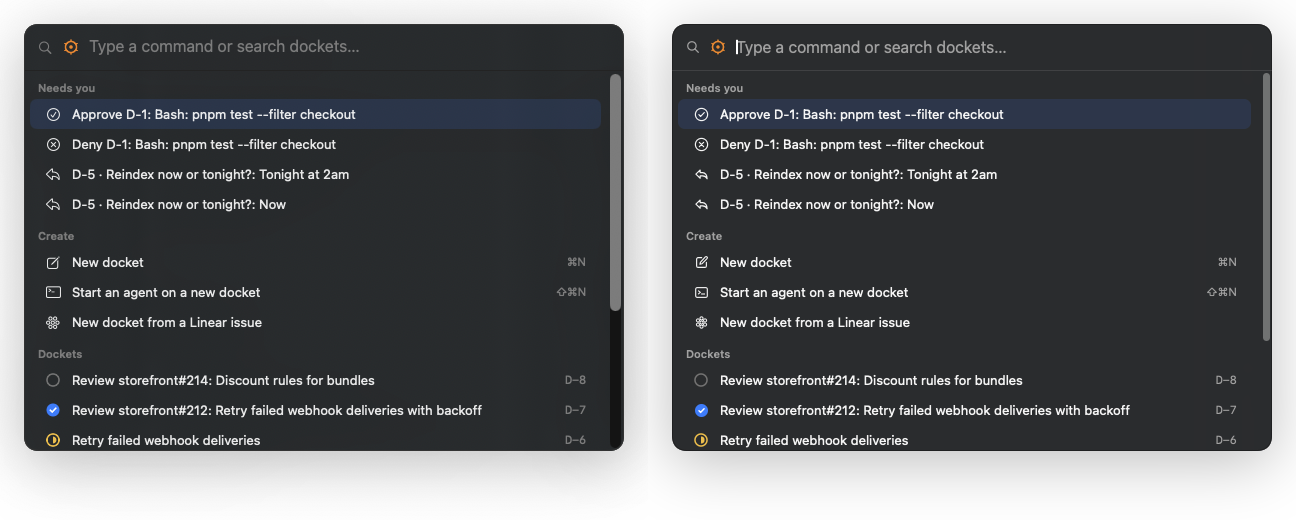 Type a command or search dockets...
Needs you
Approve D-1: Bash: pnpm test --filter checkout
Deny D-1: Bash: pnpm test --filter checkout
D-5 · Reindex now or tonight?: Tonight at 2am
D-5 · Reindex now or tonight?: Now
Create
New docket ⌘N
Start an agent on a new docket ⇧⌘N
New docket from a Linear issue
Dockets
Review storefront#214: Discount rules for bundles D–8
Review storefront#212: Retry failed webhook deliveries with backoff D–7
Retry failed webhook deliveries D–6
Type a command or search dockets...
Needs you
Approve D-1: Bash: pnpm test --filter checkout
Deny D-1: Bash: pnpm test --filter checkout
D-5 · Reindex now or tonight?: Tonight at 2am
D-5 · Reindex now or tonight?: Now
Create
New docket ⌘N
Start an agent on a new docket ⇧⌘N
New docket from a Linear issue
Dockets
Review storefront#214: Discount rules for bundles D–8
Review storefront#212: Retry failed webhook deliveries with backoff D–7
Retry failed webhook deliveries D–6